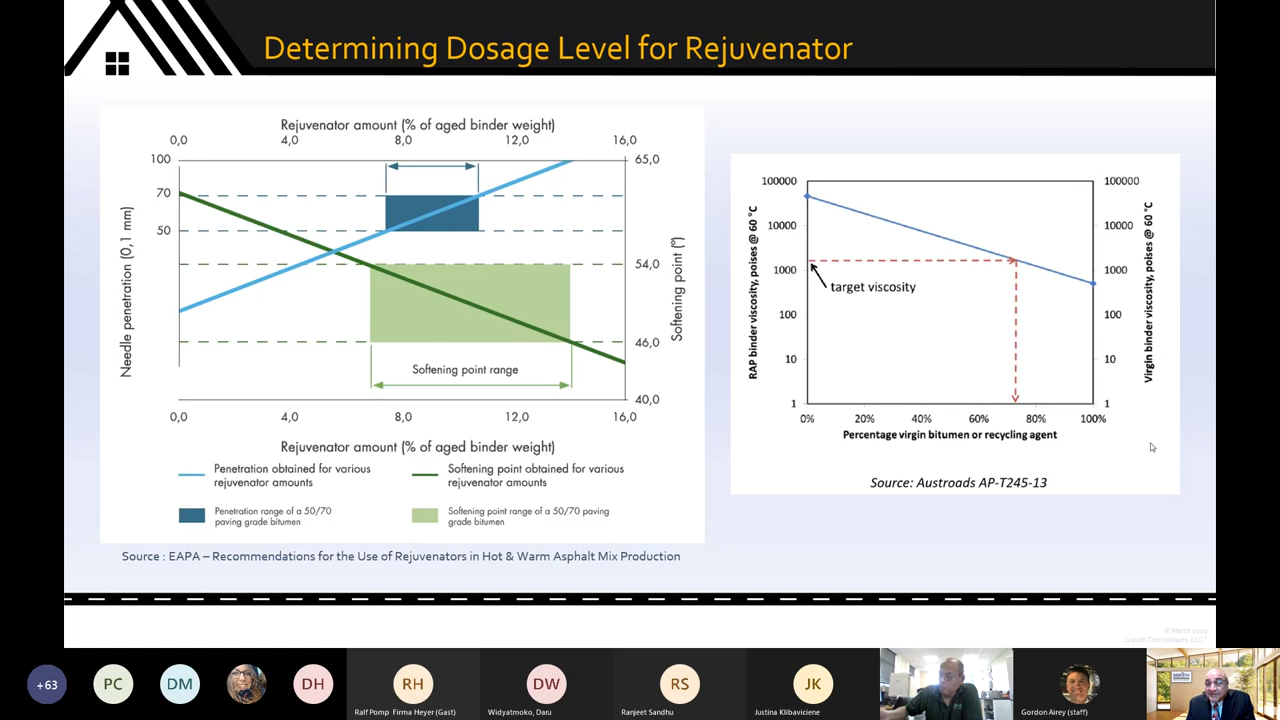 Determining Dosage Level for Rejuvenator
Rejuvenator amount (% of aged binder weight)
0,0 4,0 8,0 12,0 16,0
100
70
50
Needle penetration (0,1 mm)
65,0
54,0
46,0
40,0
Softening point (º)
Softening point range
0,0 4,0 8,0 12,0 16,0
Rejuvenator amount (% of aged binder weight)
Penetration obtained for various
rejuvenator amounts
Softening point obtained for various
rejuvenator amounts
Penetration range of a 50/70
paving grade bitumen
Softening point range of a 50/70 paving
grade bitumen
Source : EAPA – Recommendations for the Use of Rejuvenators in Hot & Warm Asphalt Mix Production
100000
10000
1000
100
10
1
RAP binder viscosity, poises @ 60 °C
target viscosity
100000
10000
1000
100
10
1
Virgin binder viscosity, poises @ 60 °C
0% 20% 40% 60% 80% 100%
Percentage virgin bitumen or recycling agent
Source: Austroads AP-T245-13
Sripath Technologies, LLC
+63
PC
DM
DH
RH
Ralf Pomp Firma Heyer (Gast)
DW
Widyatmoko, Daru
RS
Ranjeet Sandhu
JK
Justina Klibaviciene
Gordon Airey (staff)